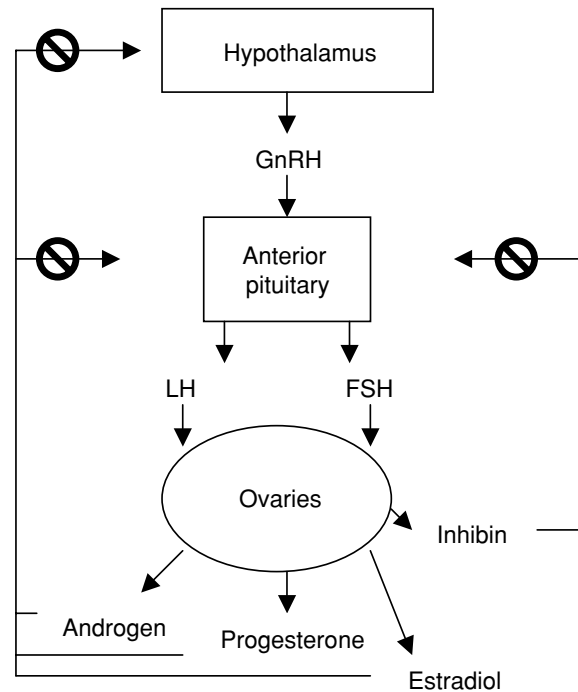 Hypothalamus
GnRH
Anterior
pituitary
LH
FSH
Ovaries
Inhibin
Androgen
Progesterone
Estradiol